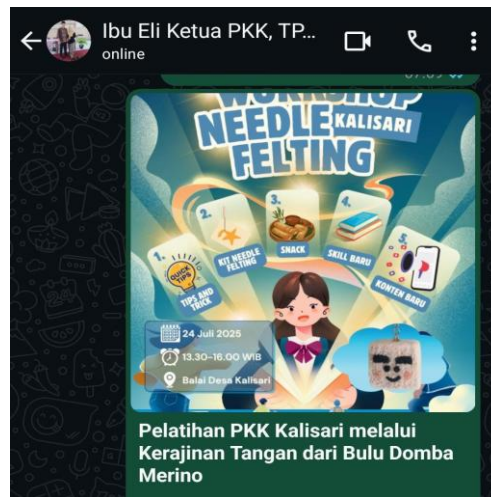 Ibu Eli Ketua PKK, TP...
online
07.09
WORKSHOP
NEEDLE KALISARI
FELTING
1.
QUICK
TIPS
TIPS AND
TRICK
2.
KIT NEEDLE
FELTING
3.
SNACK
4.
SKILL BARU
5.
KONTEN BARU
24 Juli 2025
13.30-16.00 WIB
Balai Desa Kalisari
Pelatihan PKK Kalisari melalui
Kerajinan Tangan dari Bulu Domba
Merino